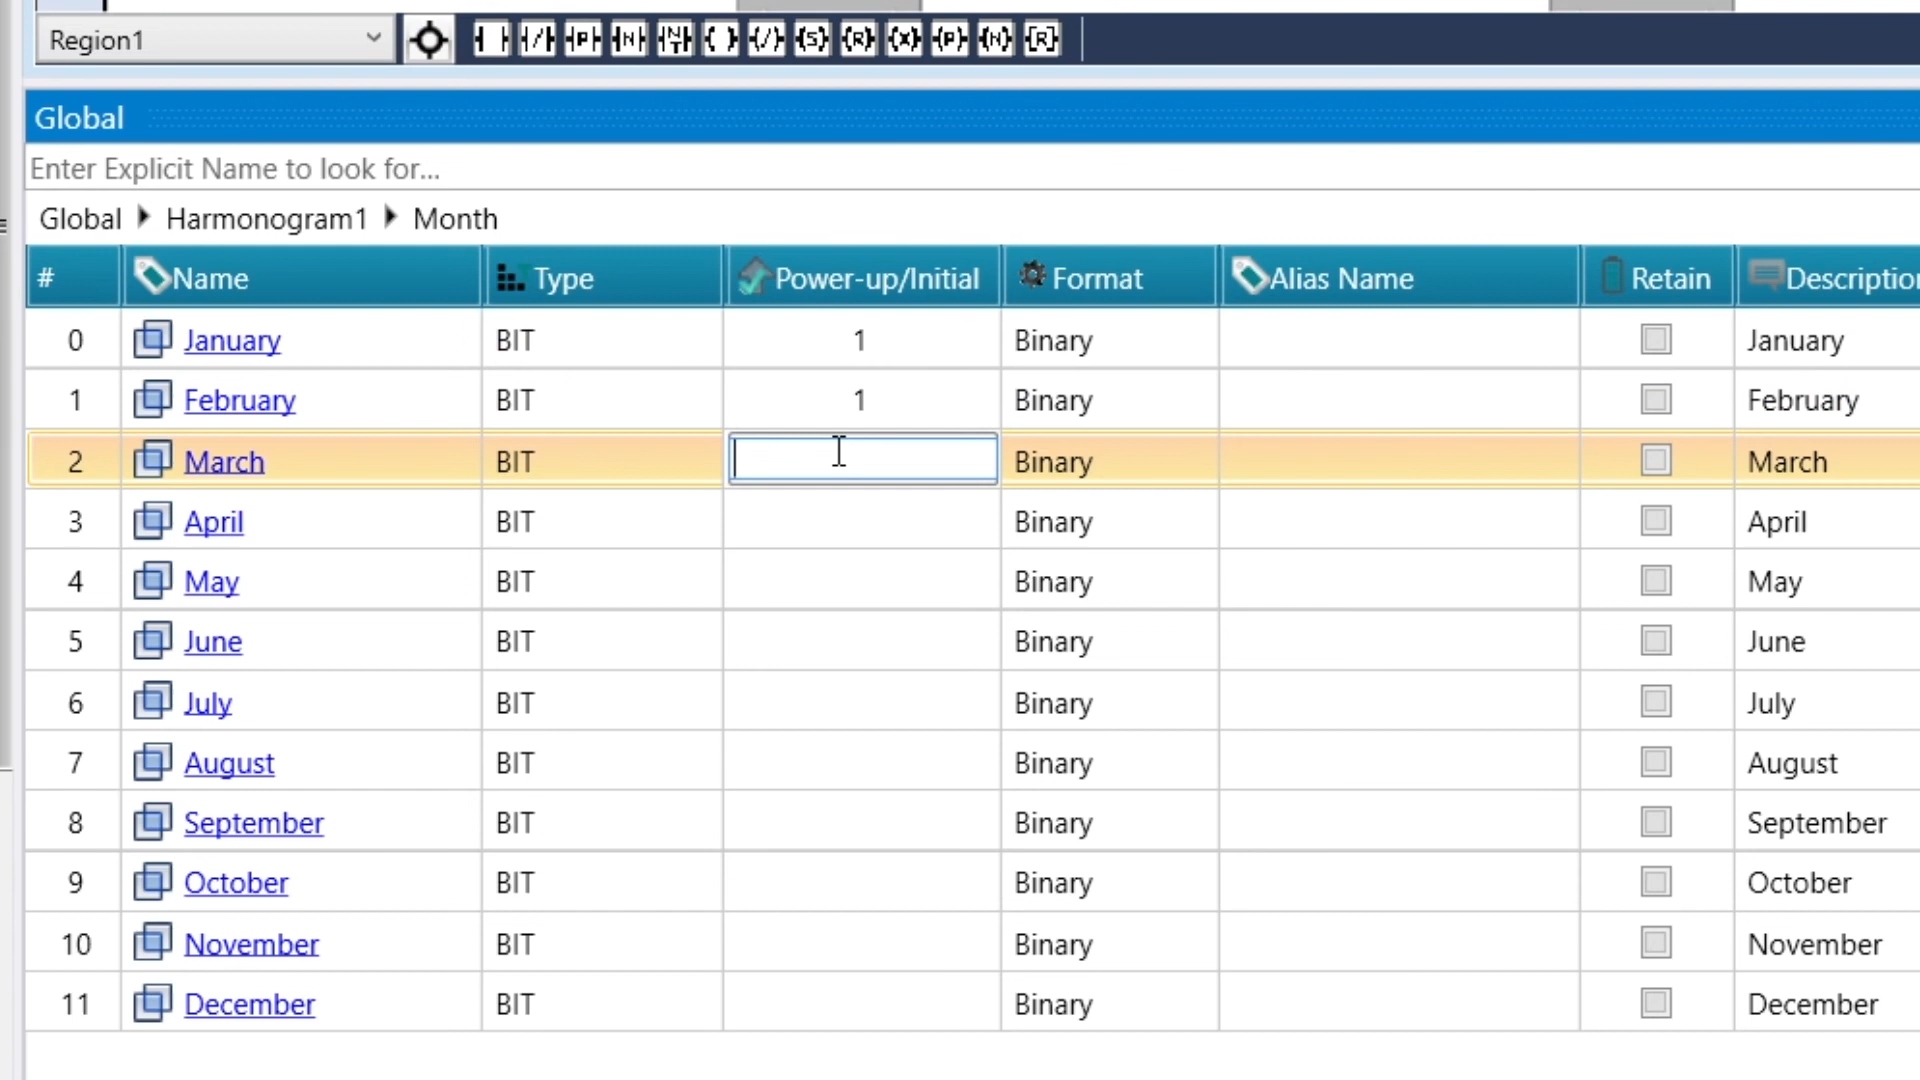 Region1
Global
Enter Explicit Name to look for...
Global Harmonogram1 Month
# Name Type Power-up/Initial Format Alias Name Retain Description
0 January BIT 1 Binary January
1 February BIT 1 Binary February
2 March BIT Binary March
3 April BIT Binary April
4 May BIT Binary May
5 June BIT Binary June
6 July BIT Binary July
7 August BIT Binary August
8 September BIT Binary September
9 October BIT Binary October
10 November BIT Binary November
11 December BIT Binary December